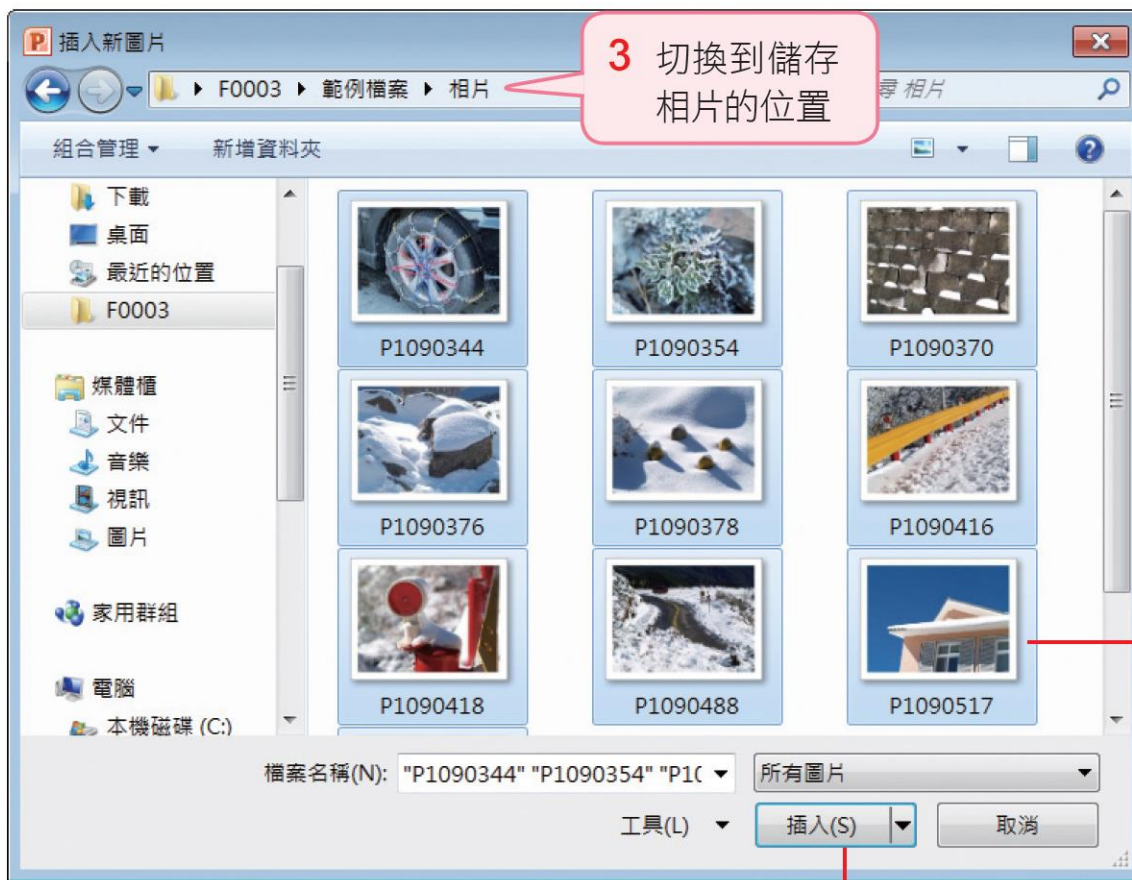 插入新圖片
3 切換到儲存
相片的位置
F0003 ▸ 範例檔案 ▸ 相片
尋 相片
組合管理 新增資料夾
下載
桌面
最近的位置
F0003
媒體櫃
文件
音樂
視訊
圖片
家用群組
電腦
本機磁碟 (C:)
P1090344 P1090354 P1090370
P1090376 P1090378 P1090416
P1090418 P1090488 P1090517
檔案名稱(N): "P1090344" "P1090354" "P1( 所有圖片
工具(L) 插入(S) 取消